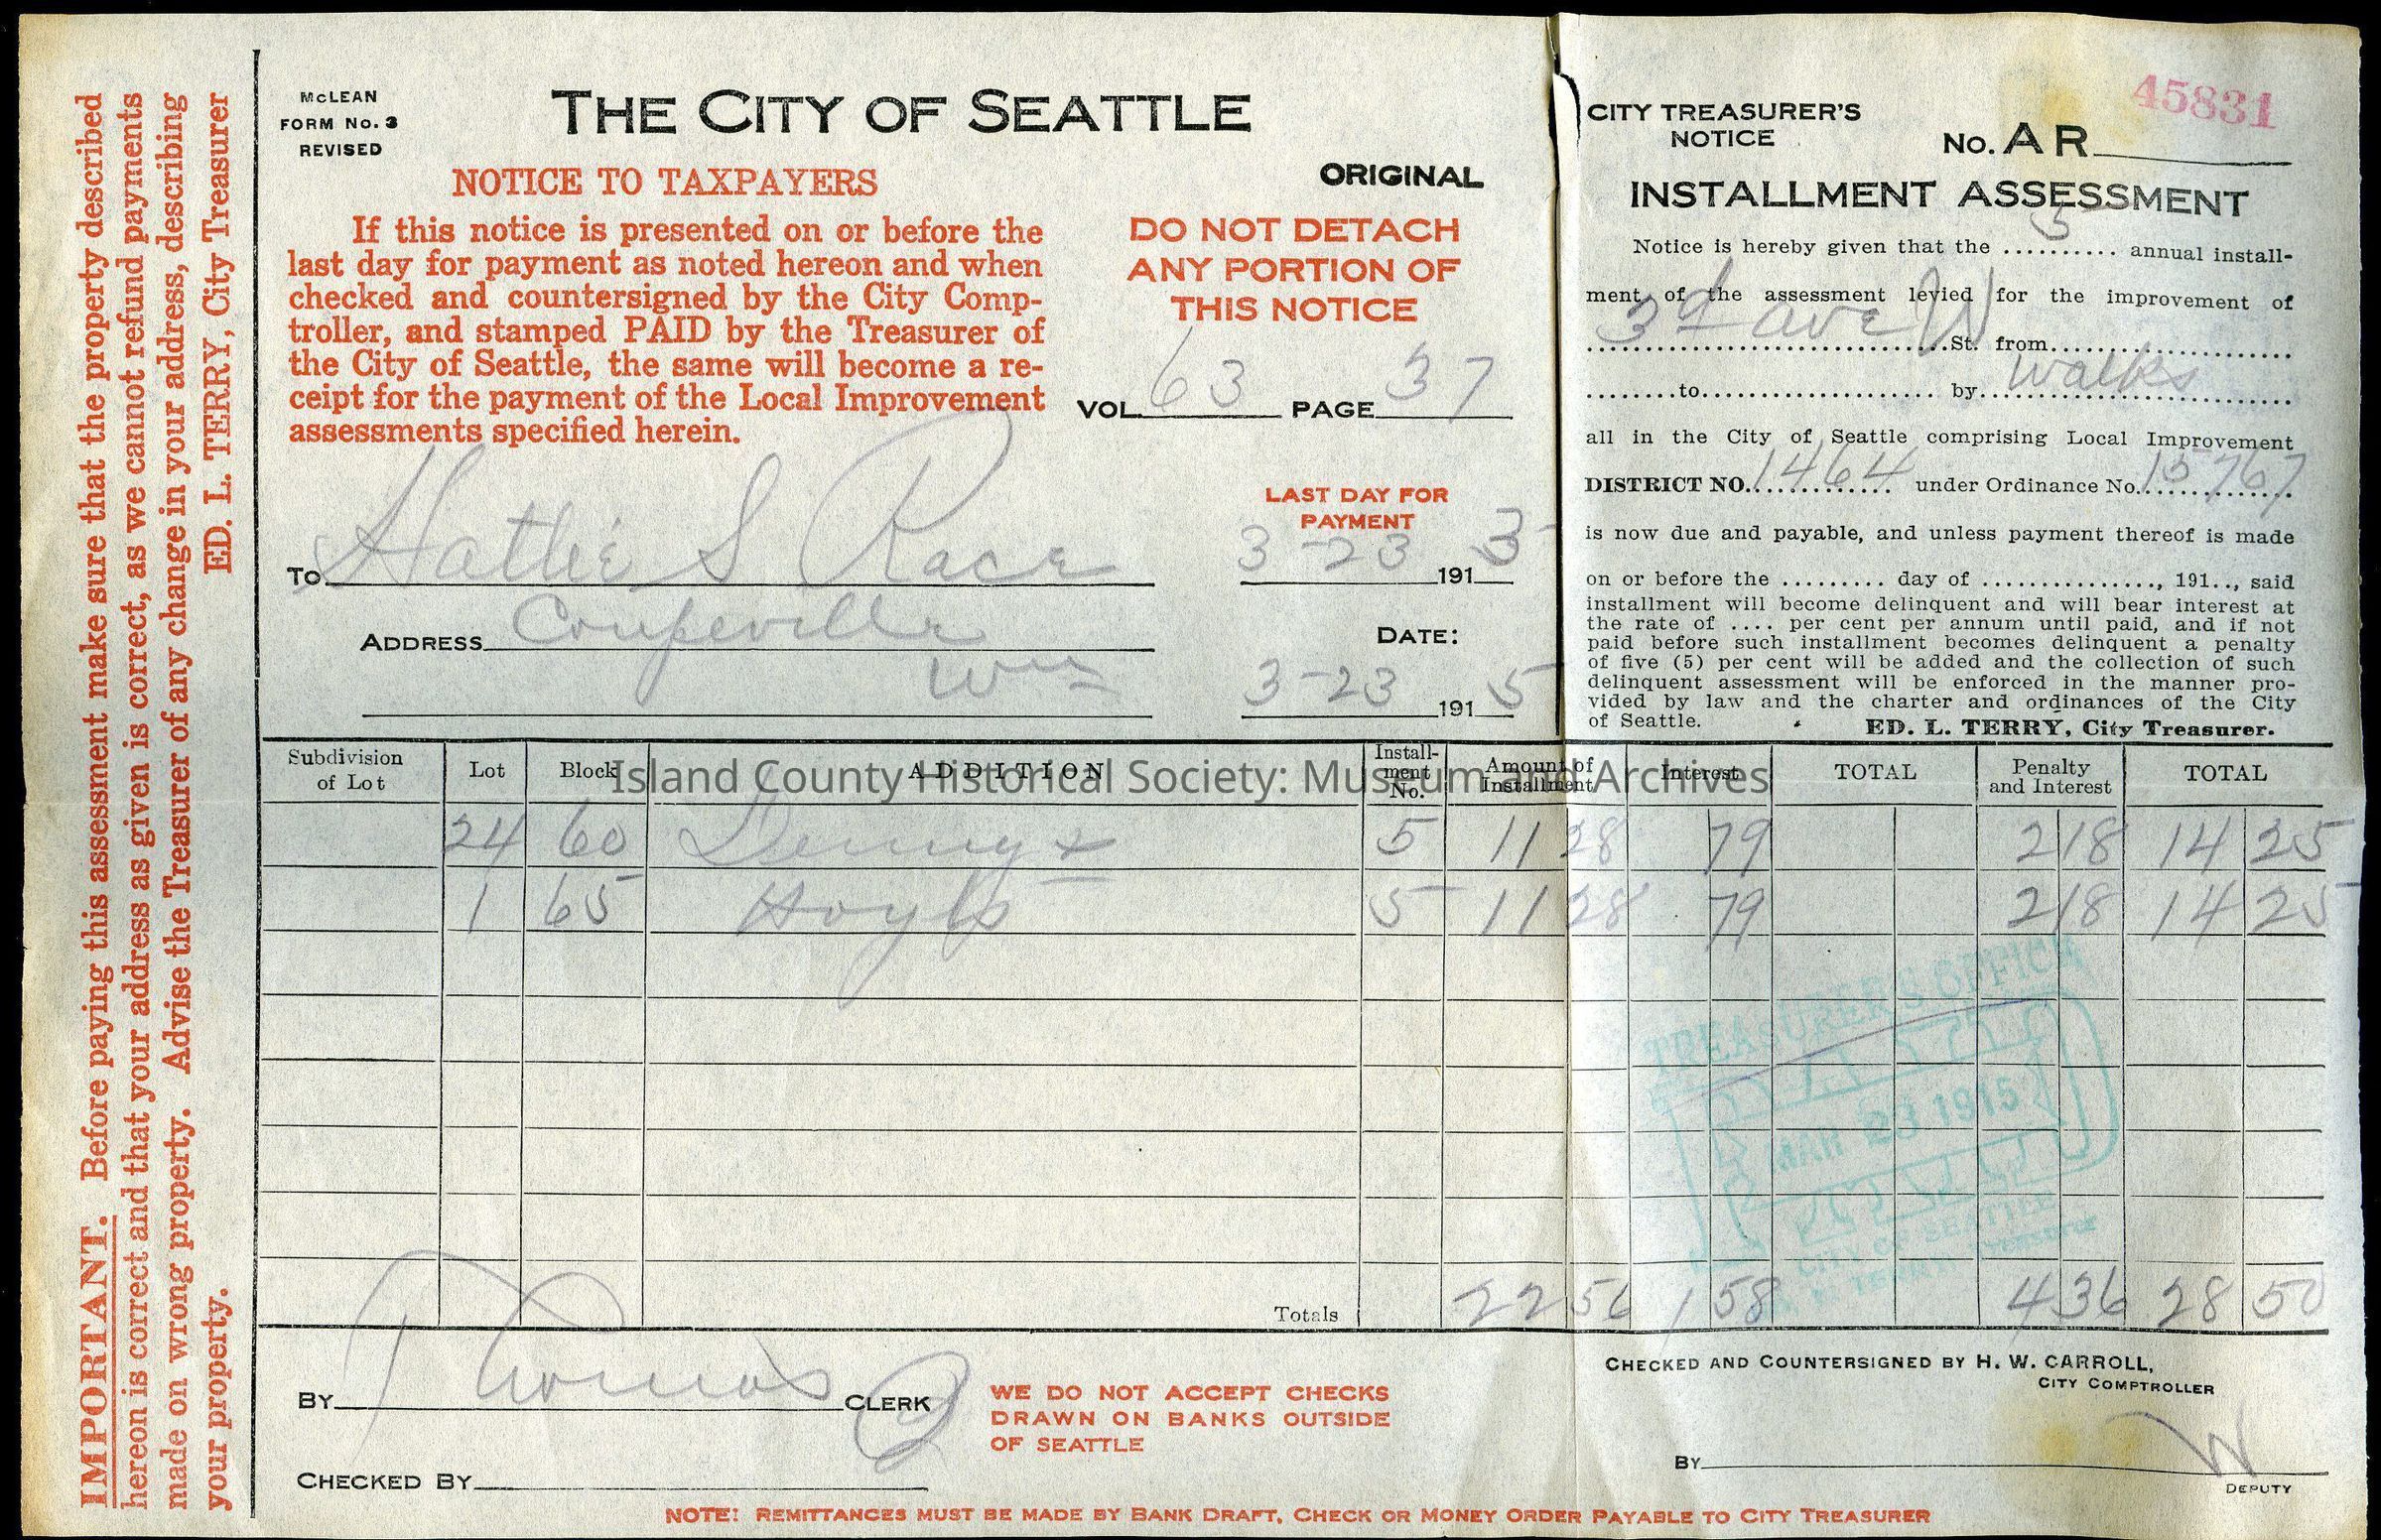 IMPORTANT. Before paying this assessment make sure that the property described
hereon is correct and that your address as given is correct, as we cannot refund payments
made on wrong property. Advise the Treasurer of any change in your address, describing
your property. ED. L. TERRY, City Treasurer
McLEAN
FORM No. 3
REVISED
THE CITY OF SEATTLE
NOTICE TO TAXPAYERS
If this notice is presented on or before the
last day for payment as noted hereon and when
checked and countersigned by the City Comp-
troller, and stamped PAID by the Treasurer of
the City of Seattle, the same will become a re-
ceipt for the payment of the Local Improvement
assessments specified herein.
ORIGINAL
DO NOT DETACH
ANY PORTION OF
THIS NOTICE
VOL. 63 PAGE 37
LAST DAY FOR
PAYMENT
3-23 1913
To Hattie S Race
ADDRESS Coupeville
Wn
DATE:
3-23 1915
45831
CITY TREASURER'S
NOTICE
No. AR
INSTALLMENT ASSESSMENT
Notice is hereby given that the 5 annual install-
ment of the assessment levied for the improvement of
3d ave W St. from
to by walks
all in the City of Seattle comprising Local Improvement
DISTRICT NO. 1464 under Ordinance No. 15767
is now due and payable, and unless payment thereof is made
on or before the ......... day of ..............., 191.., said
installment will become delinquent and will bear interest at
the rate of .... per cent per annum until paid, and if not
paid before such installment becomes delinquent a penalty
of five (5) per cent will be added and the collection of such
delinquent assessment will be enforced in the manner pro-
vided by law and the charter and ordinances of the City
of Seattle. ED. L. TERRY, City Treasurer.
Subdivision of Lot Lot Block ADDITION Install-ment No. Amount of Installment Interest TOTAL Penalty and Interest TOTAL
Island County Historical Society: Museum and Archives
24 60 Denny & 5 11 28 79 2 18 14 25
1 65 Hoyts 5 11 28 79 2 18 14 25
TREASURER'S OFFICE
MAR 23 1915
CITY OF SEATTLE
TERRY TREASURER
Totals 22 56 1 58 4 36 28 50
BY Thomas CLERK
CHECKED BY
WE DO NOT ACCEPT CHECKS
DRAWN ON BANKS OUTSIDE
OF SEATTLE
CHECKED AND COUNTERSIGNED BY H. W. CARROLL,
CITY COMPTROLLER
BY W
DEPUTY
NOTE: REMITTANCES MUST BE MADE BY BANK DRAFT, CHECK OR MONEY ORDER PAYABLE TO CITY TREASURER